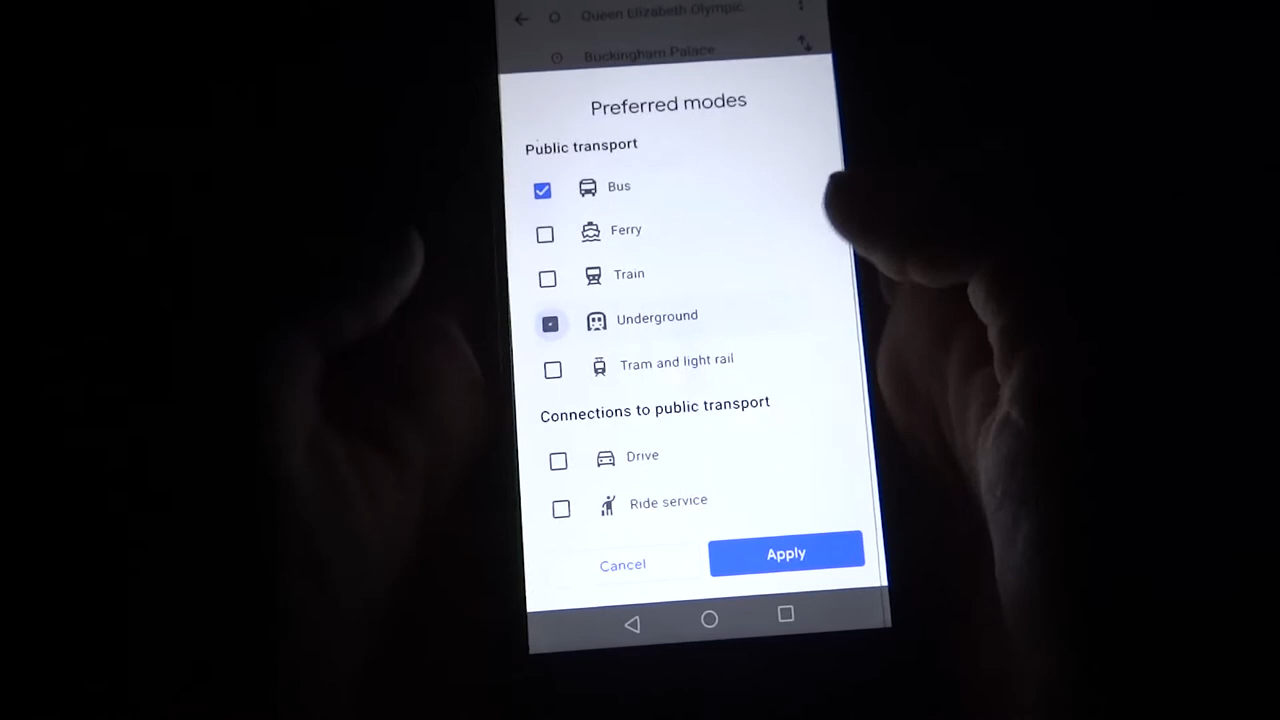 Queen Elizabeth Olympic
Buckingham Palace
Preferred modes
Public transport
Bus
Ferry
Train
Underground
Tram and light rail
Connections to public transport
Drive
Ride service
Cancel
Apply